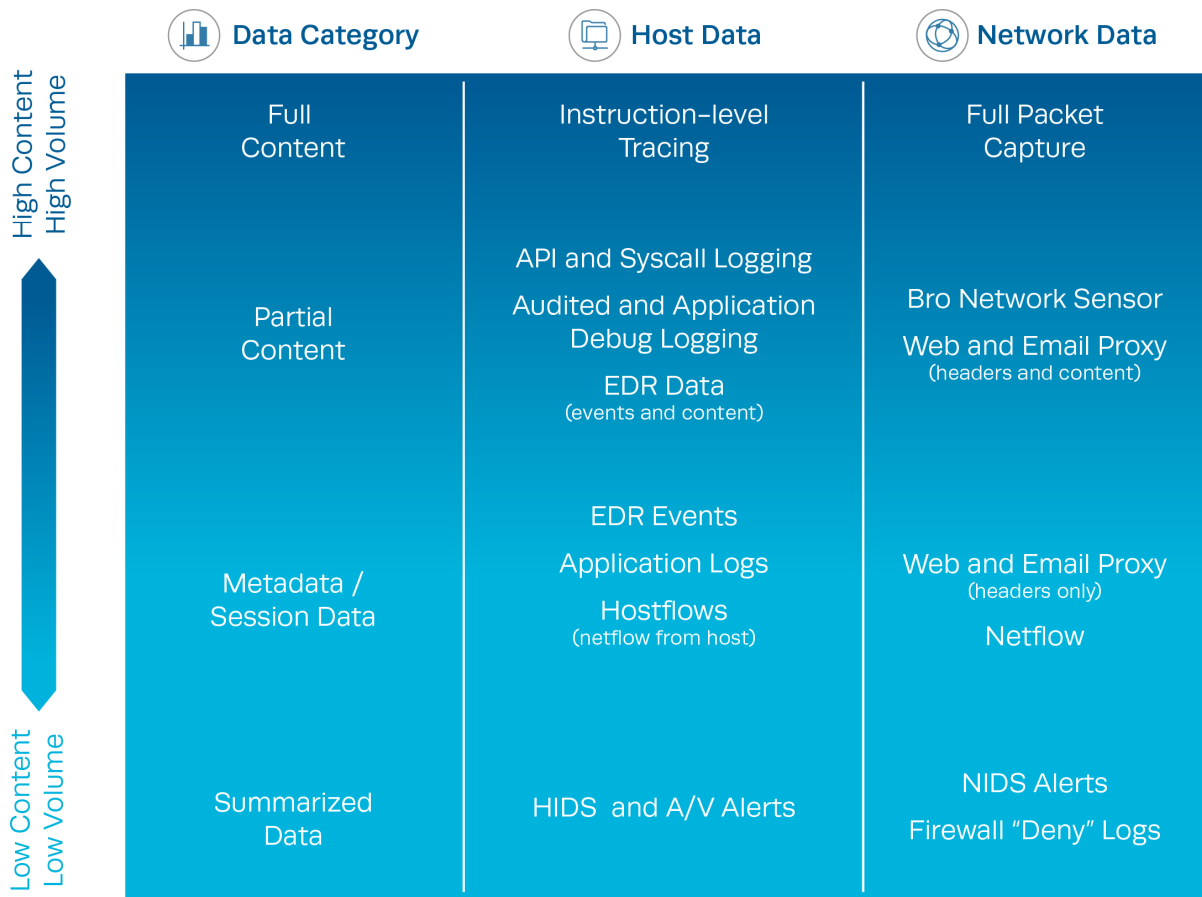 Data Category
Host Data
Network Data
High Content
High Volume
Full
Content
Instruction-level
Tracing
Full Packet
Capture
Partial
Content
API and Syscall Logging
Audited and Application
Debug Logging
EDR Data
(events and content)
Bro Network Sensor
Web and Email Proxy
(headers and content)
Metadata /
Session Data
EDR Events
Application Logs
Hostflows
(netflow from host)
Web and Email Proxy
(headers only)
Netflow
Low Content
Low Volume
Summarized
Data
HIDS and A/V Alerts
NIDS Alerts
Firewall “Deny” Logs